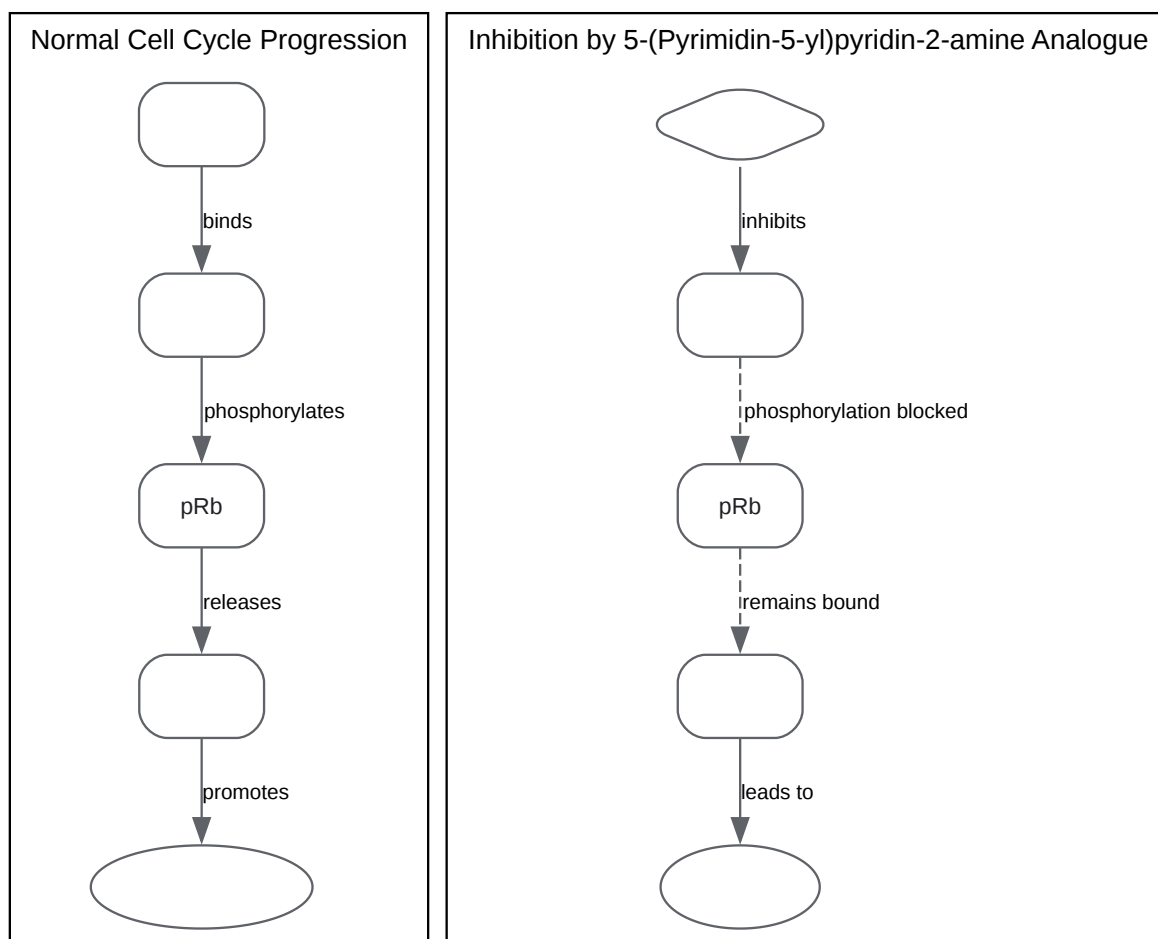 Normal Cell Cycle Progression
binds
phosphorylates
pRb
releases
promotes
Inhibition by 5-(Pyrimidin-5-yl)pyridin-2-amine Analogue
inhibits
phosphorylation blocked
pRb
remains bound
leads to